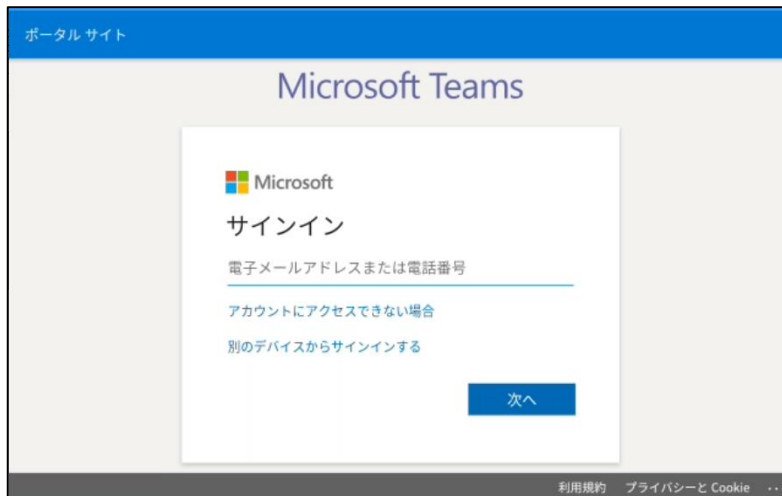 ポータル サイト
Microsoft Teams
Microsoft
サインイン
電子メールアドレスまたは電話番号
アカウントにアクセスできない場合
別のデバイスからサインインする
次へ
利用規約 プライバシーと Cookie ··